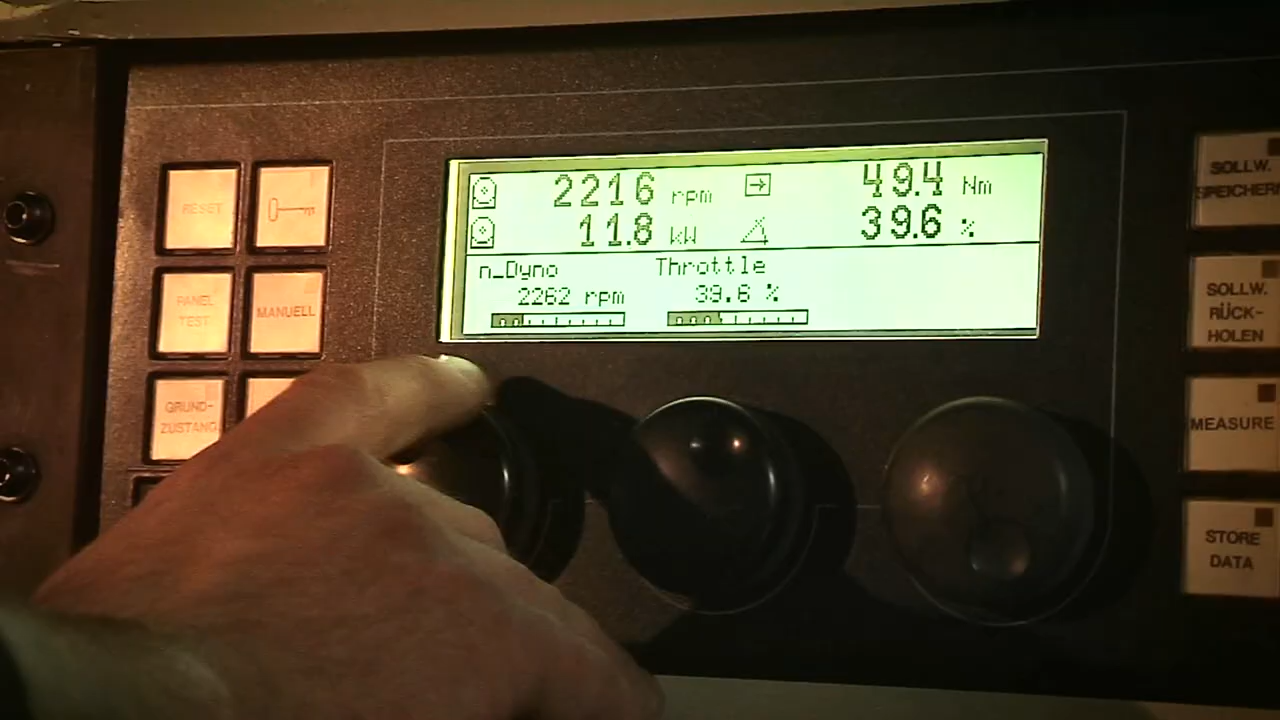 2216 rpm 49.4 Nm
11.8 kW 39.6 %
n_Dyno Throttle
2262 rpm 39.6 %
RESET
PANEL
TEST
MANUELL
GRUND-
ZUSTANG
SOLLW.
SPEICHERN
SOLLW.
RÜCK-
HOLEN
MEASURE
STORE
DATA